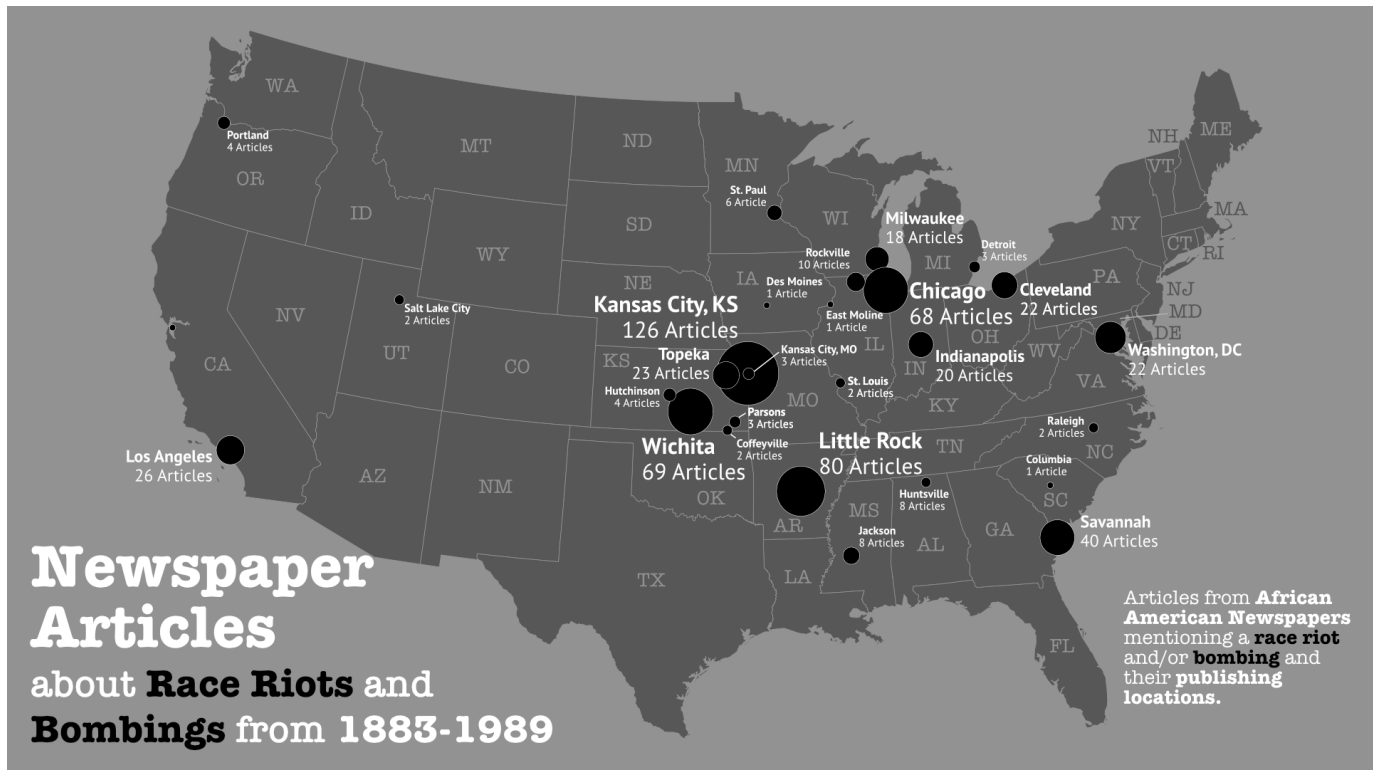 WA
Portland
4 Articles
OR
ID
MT
ND
MN
St. Paul
6 Article
SD
WY
WI
Milwaukee
18 Articles
Rockville
10 Articles
MI
Detroit
3 Articles
NH
VT
ME
NY
MA
CT
RI
PA
NJ
MD
DE
NE
IA
Des Moines
1 Article
East Moline
1 Article
Chicago
68 Articles
Cleveland
22 Articles
NV
UT
Salt Lake City
2 Articles
CA
CO
Kansas City, KS
126 Articles
Kansas City, MO
3 Articles
KS
Topeka
23 Articles
Hutchinson
4 Articles
Parsons
3 Articles
Coffeyville
2 Articles
Wichita
69 Articles
MO
St. Louis
2 Articles
IL
IN
Indianapolis
20 Articles
OH
WV
Washington, DC
22 Articles
VA
KY
TN
Raleigh
2 Articles
NC
Columbia
1 Article
SC
Los Angeles
26 Articles
AZ
NM
OK
Little Rock
80 Articles
AR
MS
Huntsville
8 Articles
Jackson
8 Articles
AL
GA
Savannah
40 Articles
TX
LA
FL
Newspaper
Articles
about Race Riots and
Bombings from 1883-1989
Articles from African
American Newspapers
mentioning a race riot
and/or bombing and
their publishing
locations.